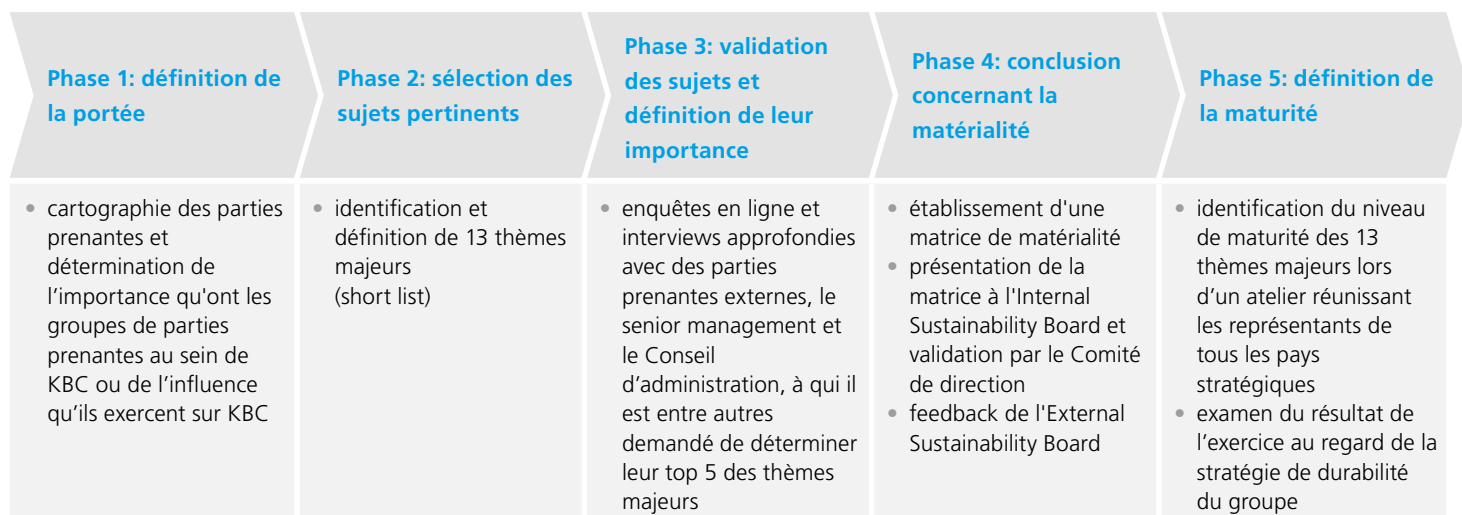 Phase 1: définition de
la portée
Phase 2: sélection des
sujets pertinents
Phase 3: validation
des sujets et
définition de leur
importance
Phase 4: conclusion
concernant la
matérialité
Phase 5: définition de
la maturité
• cartographie des parties
prenantes et
détermination de
l’importance qu'ont les
groupes de parties
prenantes au sein de
KBC ou de l’influence
qu’ils exercent sur KBC
• identification et
définition de 13 thèmes
majeurs
(short list)
• enquêtes en ligne et
interviews approfondies
avec des parties
prenantes externes, le
senior management et
le Conseil
d’administration, à qui il
est entre autres
demandé de déterminer
leur top 5 des thèmes
majeurs
• établissement d'une
matrice de matérialité
• présentation de la
matrice à l'Internal
Sustainability Board et
validation par le Comité
de direction
• feedback de l'External
Sustainability Board
• identification du niveau
de maturité des 13
thèmes majeurs lors
d’un atelier réunissant
les représentants de
tous les pays
stratégiques
• examen du résultat de
l’exercice au regard de la
stratégie de durabilité
du groupe